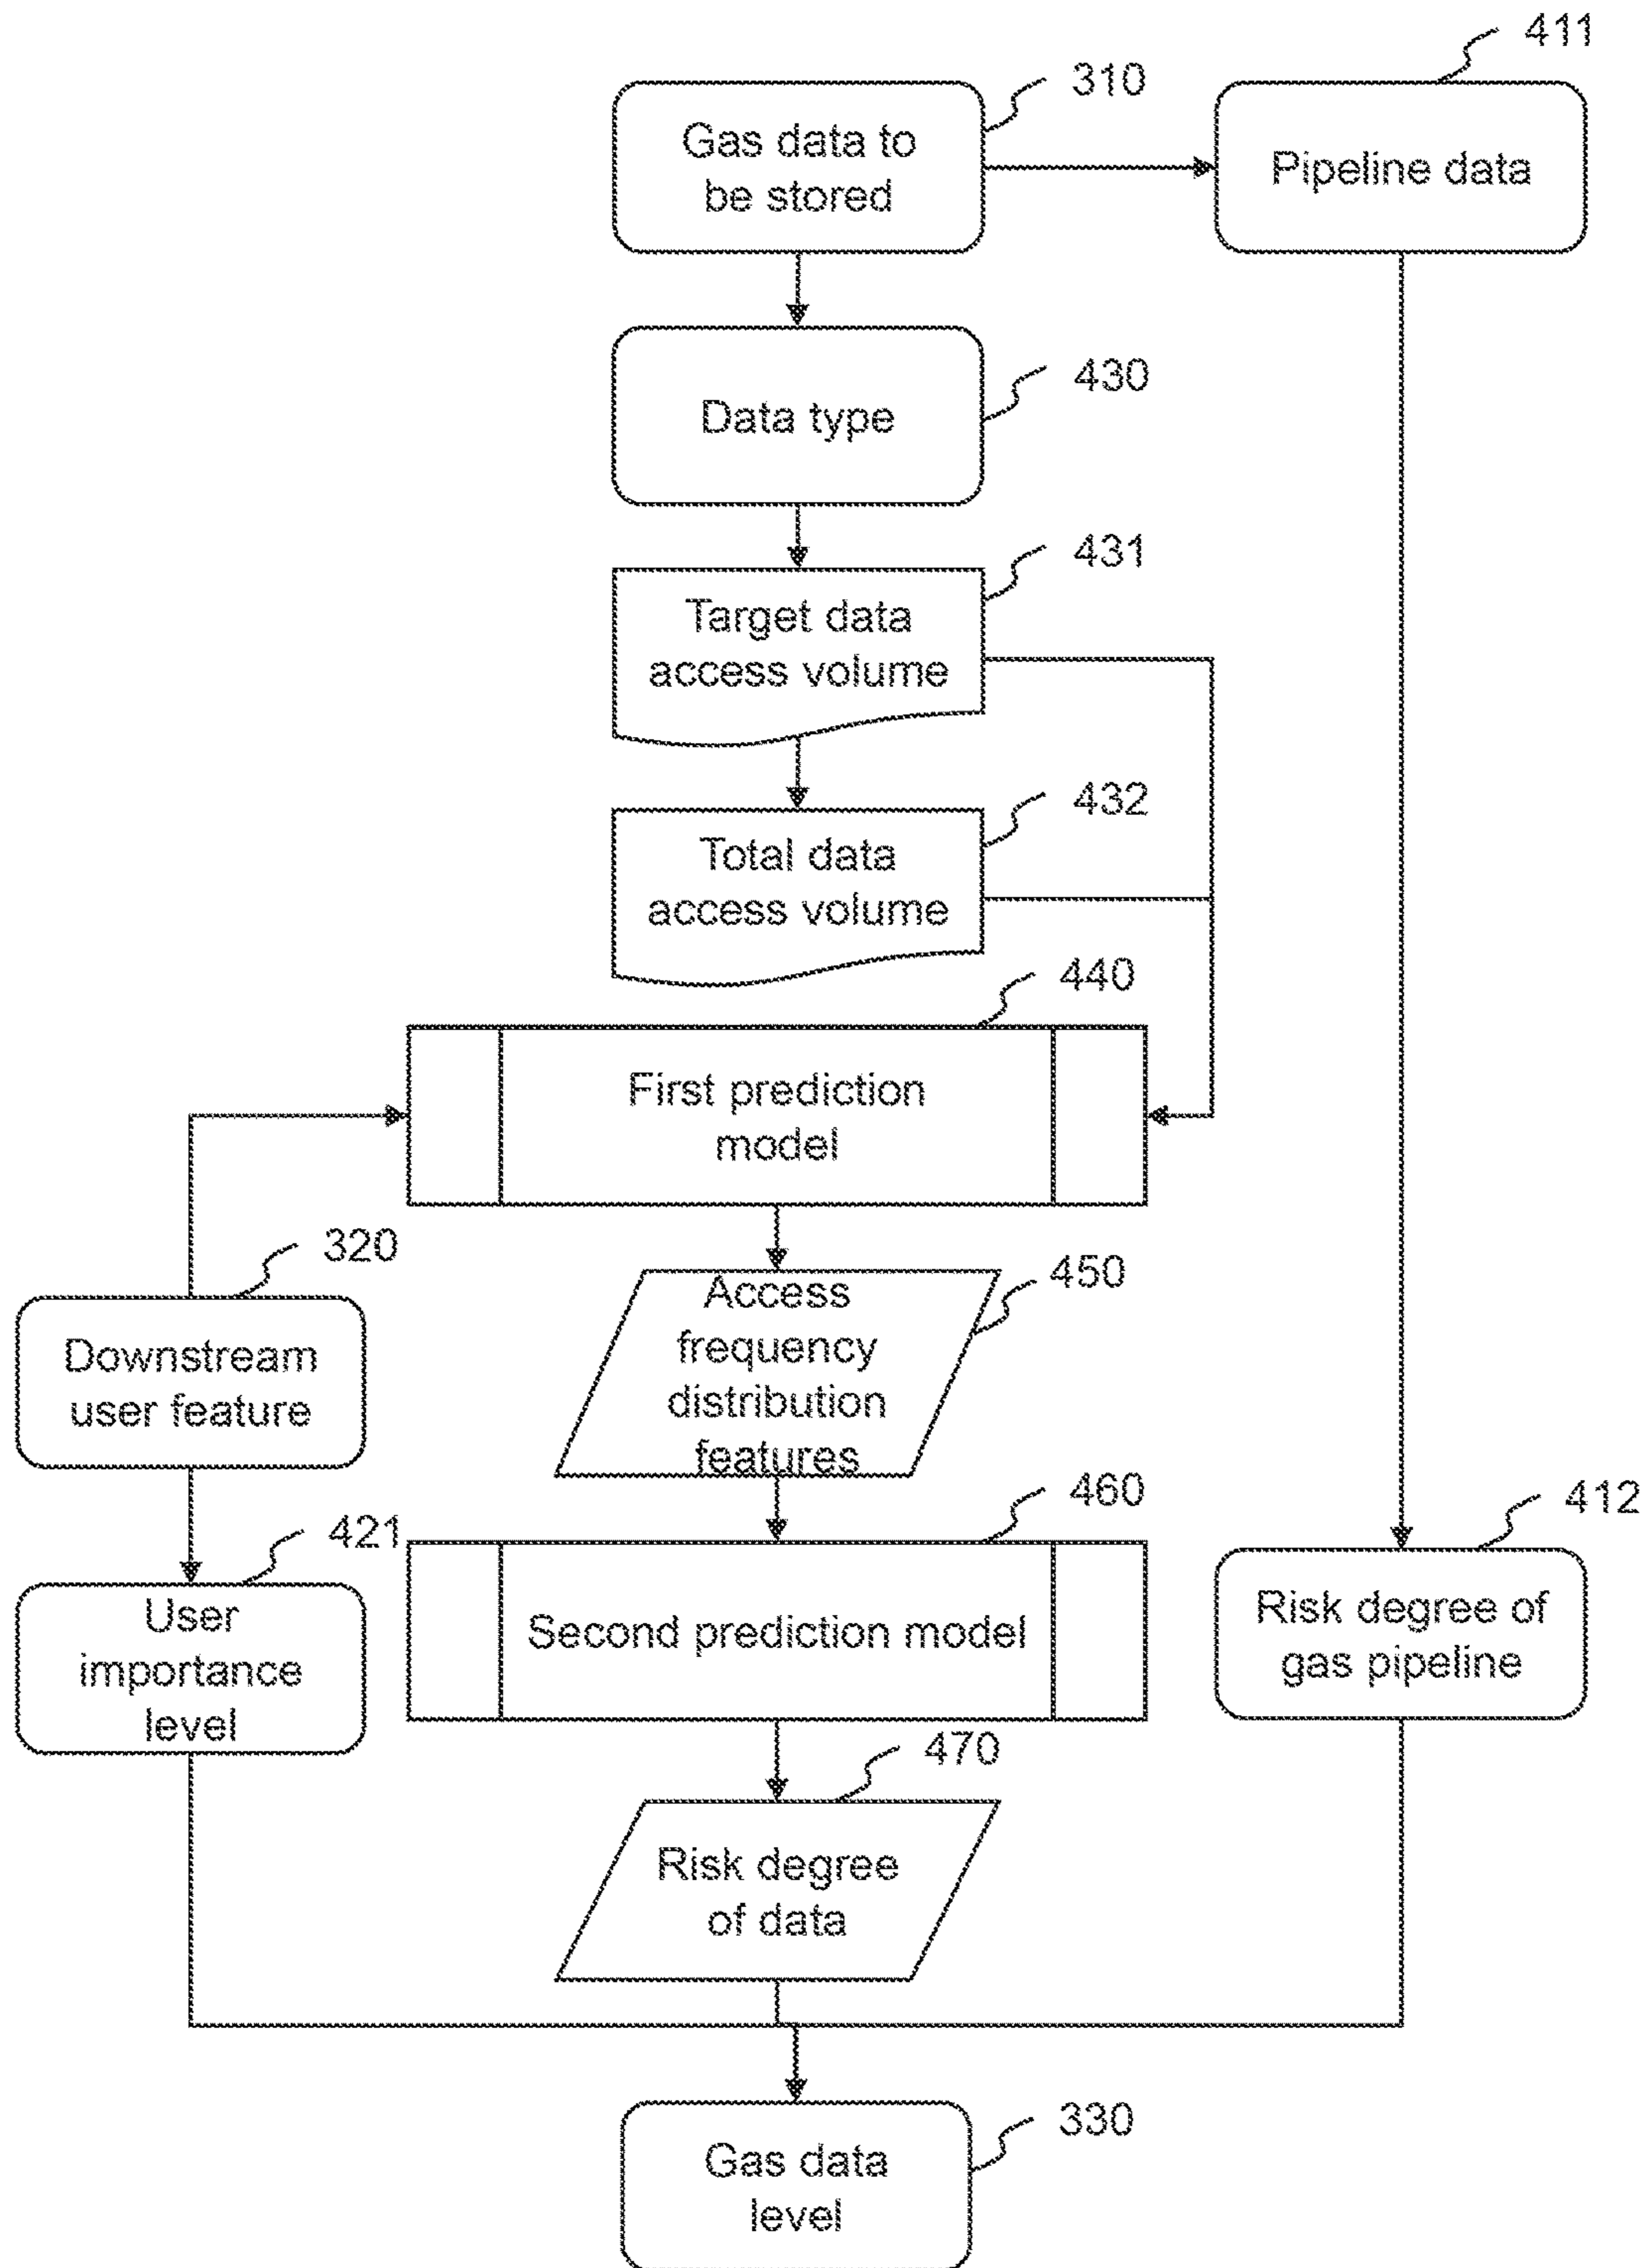 411
310
Gas data to
be stored
Pipeline data
430
Data type
431
Target data
access volume
432
Total data
access volume
440
First prediction
model
320
450
Downstream
user feature
Access
frequency
distribution
features
460
412
421
User
importance
level
Second prediction model
Risk degree of
gas pipeline
470
Risk degree
of data
330
Gas data
level